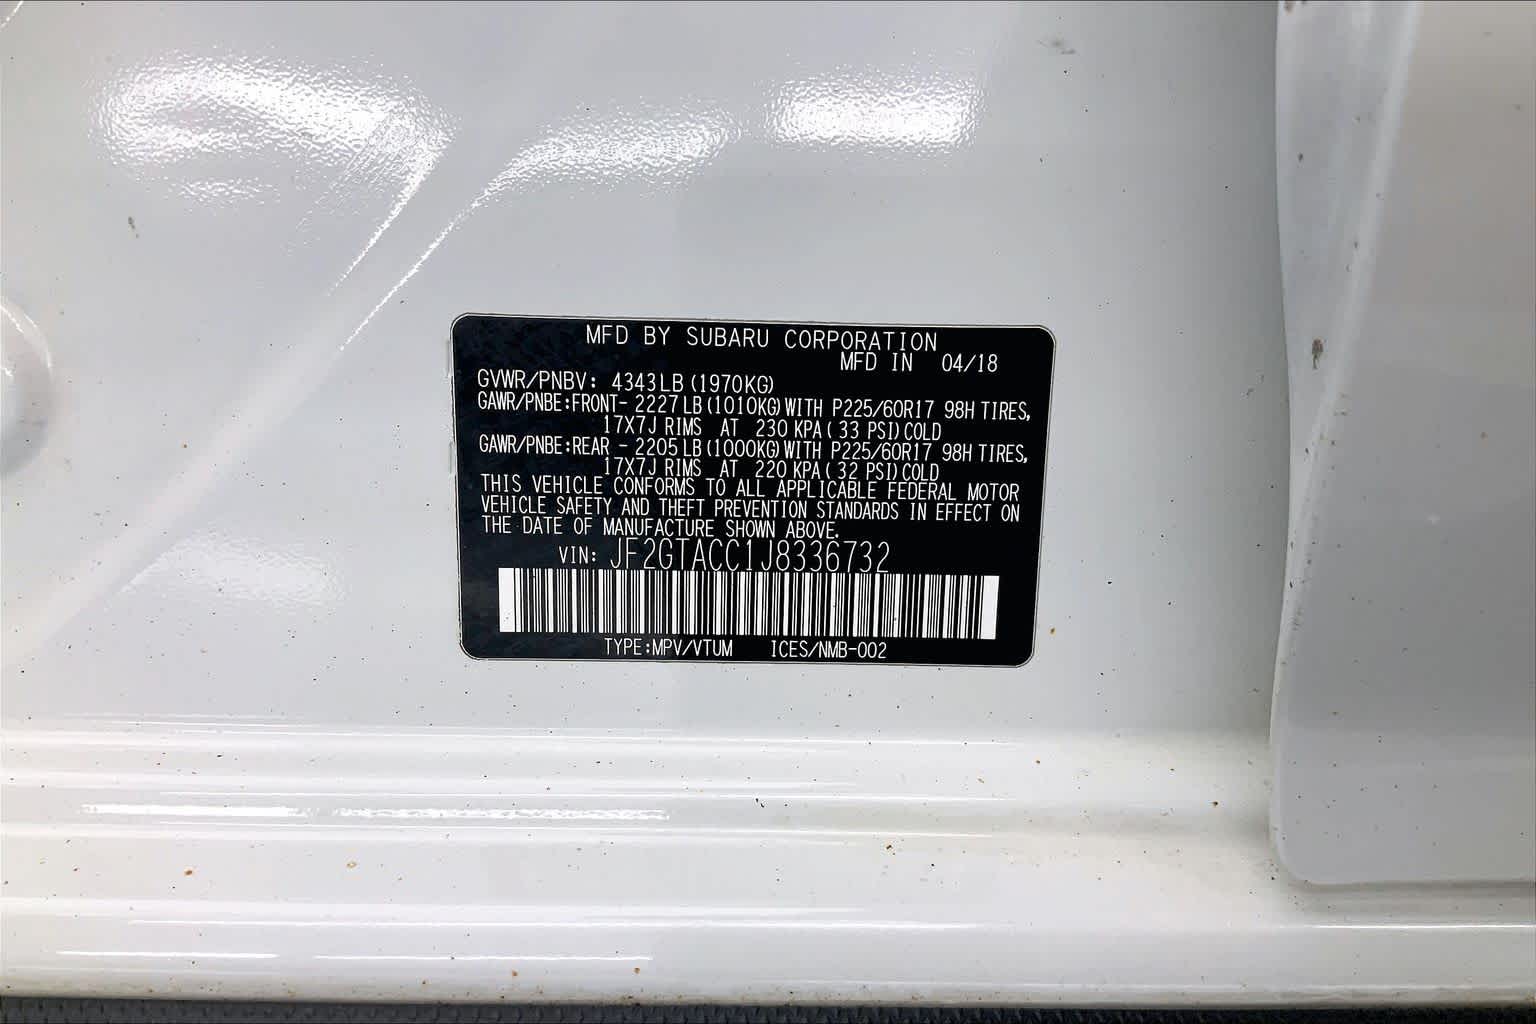 MFD BY SUBARU CORPORATION
MFD IN 04/18
GVWR/PNBV: 4343LB (1970KG)
GAWR/PNBE:FRONT- 2227 LB (1010KG) WITH P225/60R17 98H TIRES,
17X7J RIMS AT 230 KPA ( 33 PSI) COLD
GAWR/PNBE:REAR - 2205 LB (1000KG) WITH P225/60R17 98H TIRES,
17X7J RIMS AT 220 KPA ( 32 PSI) COLD
THIS VEHICLE CONFORMS TO ALL APPLICABLE FEDERAL MOTOR
VEHICLE SAFETY AND THEFT PREVENTION STANDARDS IN EFFECT ON
THE DATE OF MANUFACTURE SHOWN ABOVE.
VIN: JF2GTACC1J8336732
TYPE:MPV/VTUM ICES/NMB-002